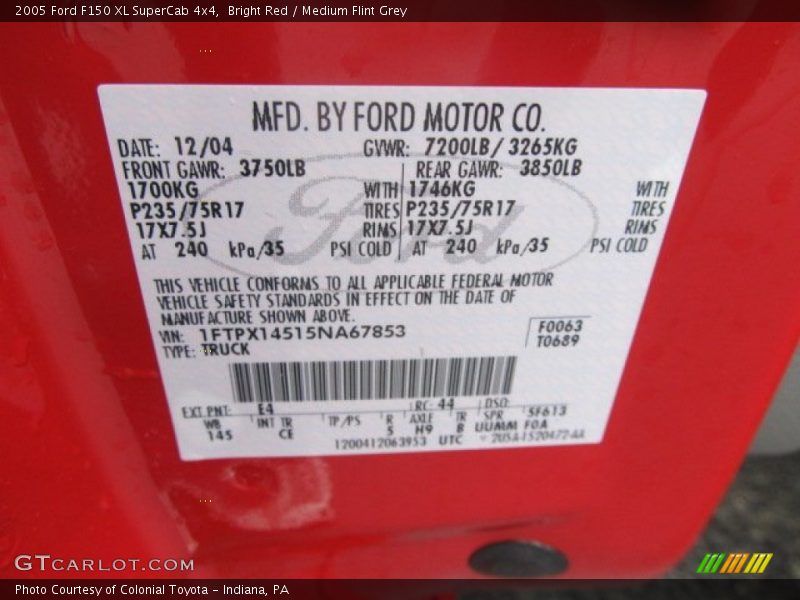 2005 Ford F150 XL SuperCab 4x4, Bright Red / Medium Flint Grey
MFD. BY FORD MOTOR CO.
DATE: 12/04 GVWR: 7200LB / 3265KG
FRONT GAWR: 3750LB REAR GAWR: 3850LB
1700KG WITH 1746KG WITH
P235/75R17 TIRES P235/75R17 TIRES
17X7.5J RIMS 17X7.5J RIMS
AT 240 kPa/35 PSI COLD AT 240 kPa/35 PSI COLD
Ford
THIS VEHICLE CONFORMS TO ALL APPLICABLE FEDERAL MOTOR
VEHICLE SAFETY STANDARDS IN EFFECT ON THE DATE OF
MANUFACTURE SHOWN ABOVE.
VIN: 1FTPX14515NA67853 F0063
TYPE: TRUCK T0689
EXT PNT: E4 RC: 44 DSO: 5F613
WB INT TR TP/PS R AXLE TR SPR
145 CE 5 H9 B UUMMM F0A
1200412063953 UTC
GTCARLOT.COM
Photo Courtesy of Colonial Toyota - Indiana, PA